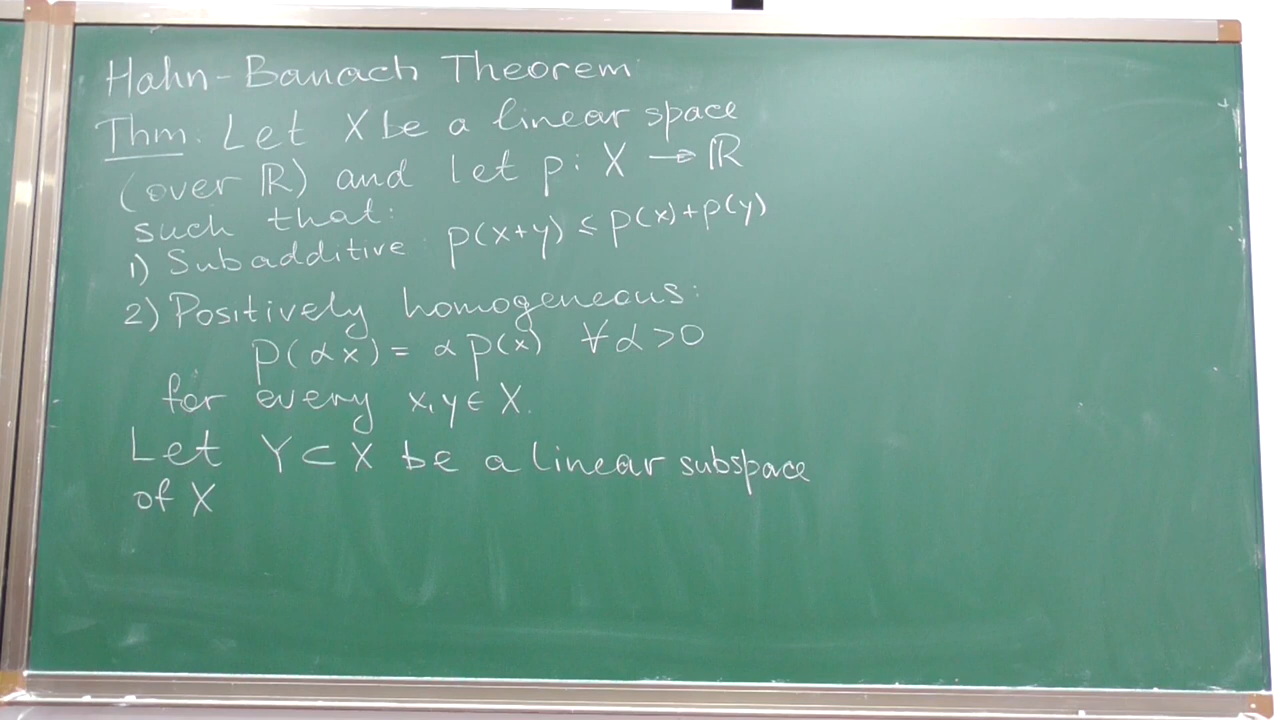 Hahn-Banach Theorem
Thm. Let X be a linear space
(over ℝ) and let p: X → ℝ
such that:
1) Subadditive: p(x+y) ≤ p(x)+p(y)
2) Positively homogeneous:
p(αx) = α p(x) ∀α>0
for every x,y ∈ X.
Let Y ⊂ X be a linear subspace
of X